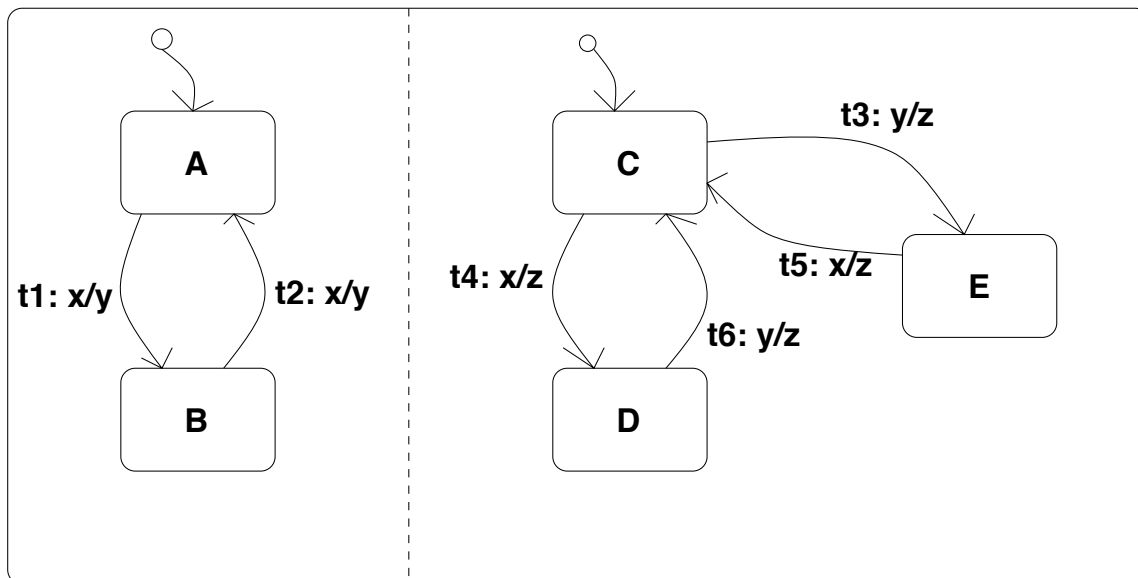 t3: y/z
A
C
t4: x/z
t5: x/z
t1: x/y
t2: x/y
E
t6: y/z
B
D